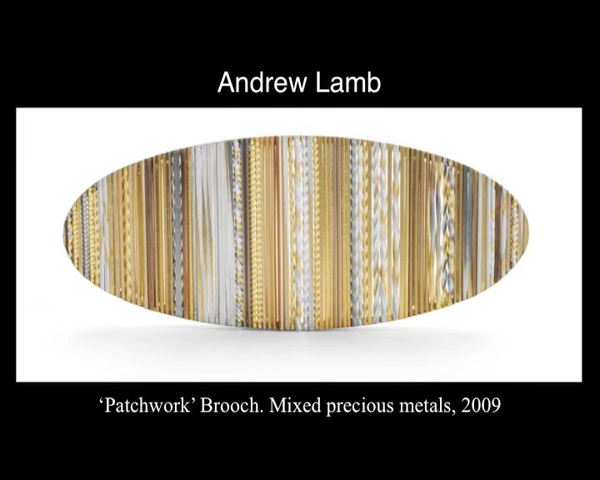 Andrew Lamb
‘Patchwork’ Brooch. Mixed precious metals, 2009